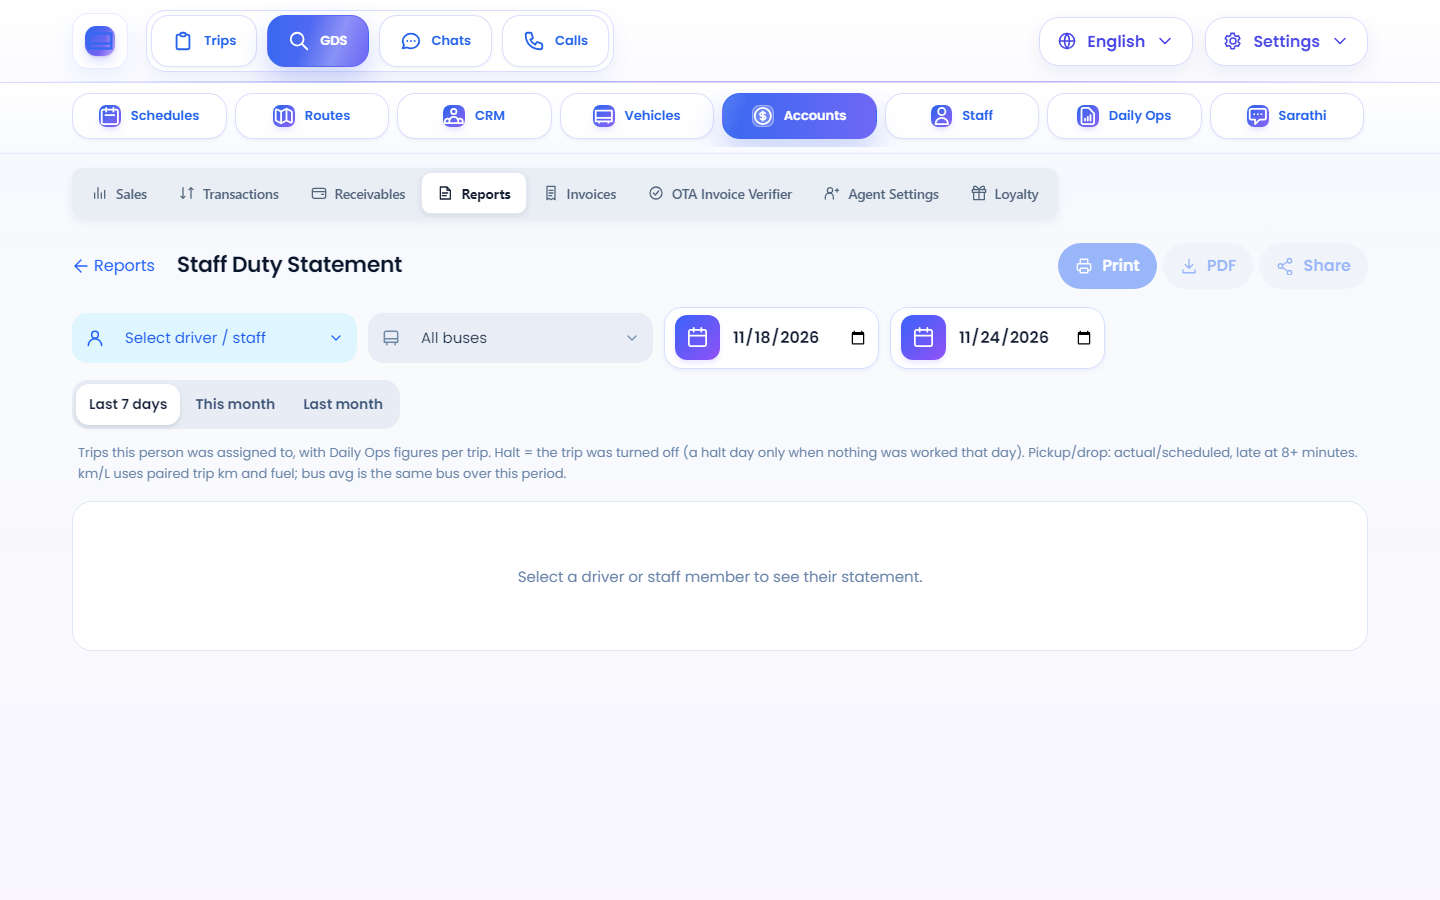 Trips
GDS
Chats
Calls
English
Settings
Schedules
Routes
CRM
Vehicles
Accounts
Staff
Daily Ops
Sarathi
Sales
Transactions
Receivables
Reports
Invoices
OTA Invoice Verifier
Agent Settings
Loyalty
Reports
Staff Duty Statement
Print
PDF
Share
Select driver / staff
All buses
11/18/2026
11/24/2026
Last 7 days
This month
Last month
Trips this person was assigned to, with Daily Ops figures per trip. Halt = the trip was turned off (a halt day only when nothing was worked that day). Pickup/drop: actual/scheduled, late at 8+ minutes.
km/L uses paired trip km and fuel; bus avg is the same bus over this period.
Select a driver or staff member to see their statement.